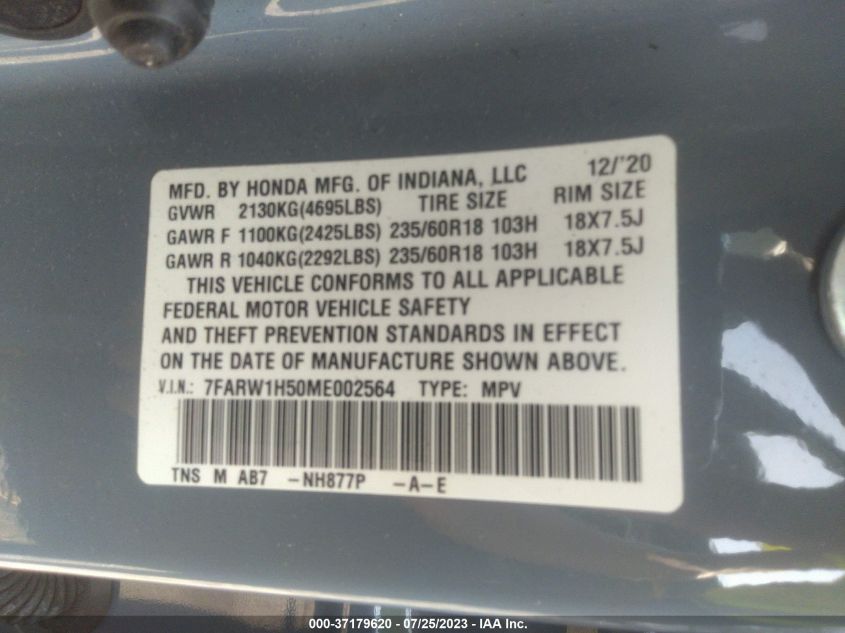 MFD. BY HONDA MFG. OF INDIANA, LLC 12/'20
GVWR 2130KG(4695LBS) TIRE SIZE RIM SIZE
GAWR F 1100KG(2425LBS) 235/60R18 103H 18X7.5J
GAWR R 1040KG(2292LBS) 235/60R18 103H 18X7.5J
THIS VEHICLE CONFORMS TO ALL APPLICABLE
FEDERAL MOTOR VEHICLE SAFETY
AND THEFT PREVENTION STANDARDS IN EFFECT
ON THE DATE OF MANUFACTURE SHOWN ABOVE.
V.I.N.: 7FARW1H50ME002564 TYPE: MPV
TNS M AB7 -NH877P -A-E
000-37179620 - 07/25/2023 - IAA Inc.